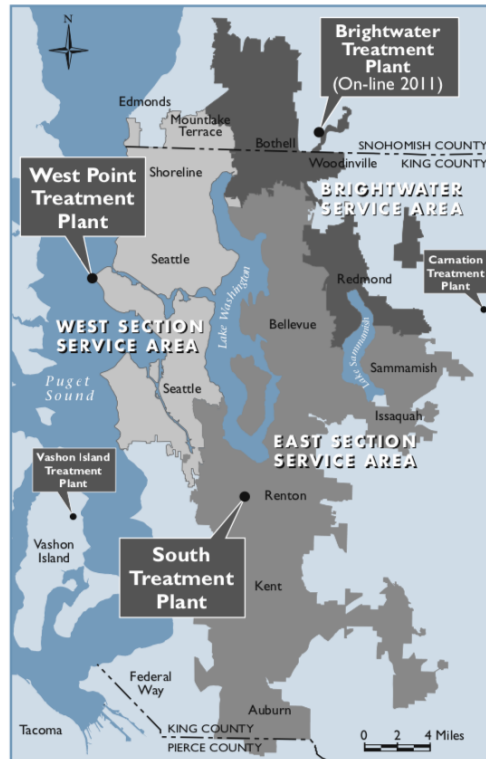 N
Brightwater
Treatment
Plant
(On-line 2011)
Edmonds
Mountlake
Terrace
Bothell
SNOHOMISH COUNTY
KING COUNTY
Woodinville
Shoreline
West Point
Treatment
Plant
BRIGHTWATER
SERVICE AREA
Seattle
Lake Washington
Redmond
Carnation
Treatment
Plant
WEST SECTION
SERVICE AREA
Bellevue
Lake Sammamish
Sammamish
Puget
Sound
Seattle
Issaquah
EAST SECTION
SERVICE AREA
Vashon Island
Treatment
Plant
Renton
Vashon
Island
South
Treatment
Plant
Kent
Federal
Way
Auburn
Tacoma
KING COUNTY
PIERCE COUNTY
0 2 4 Miles